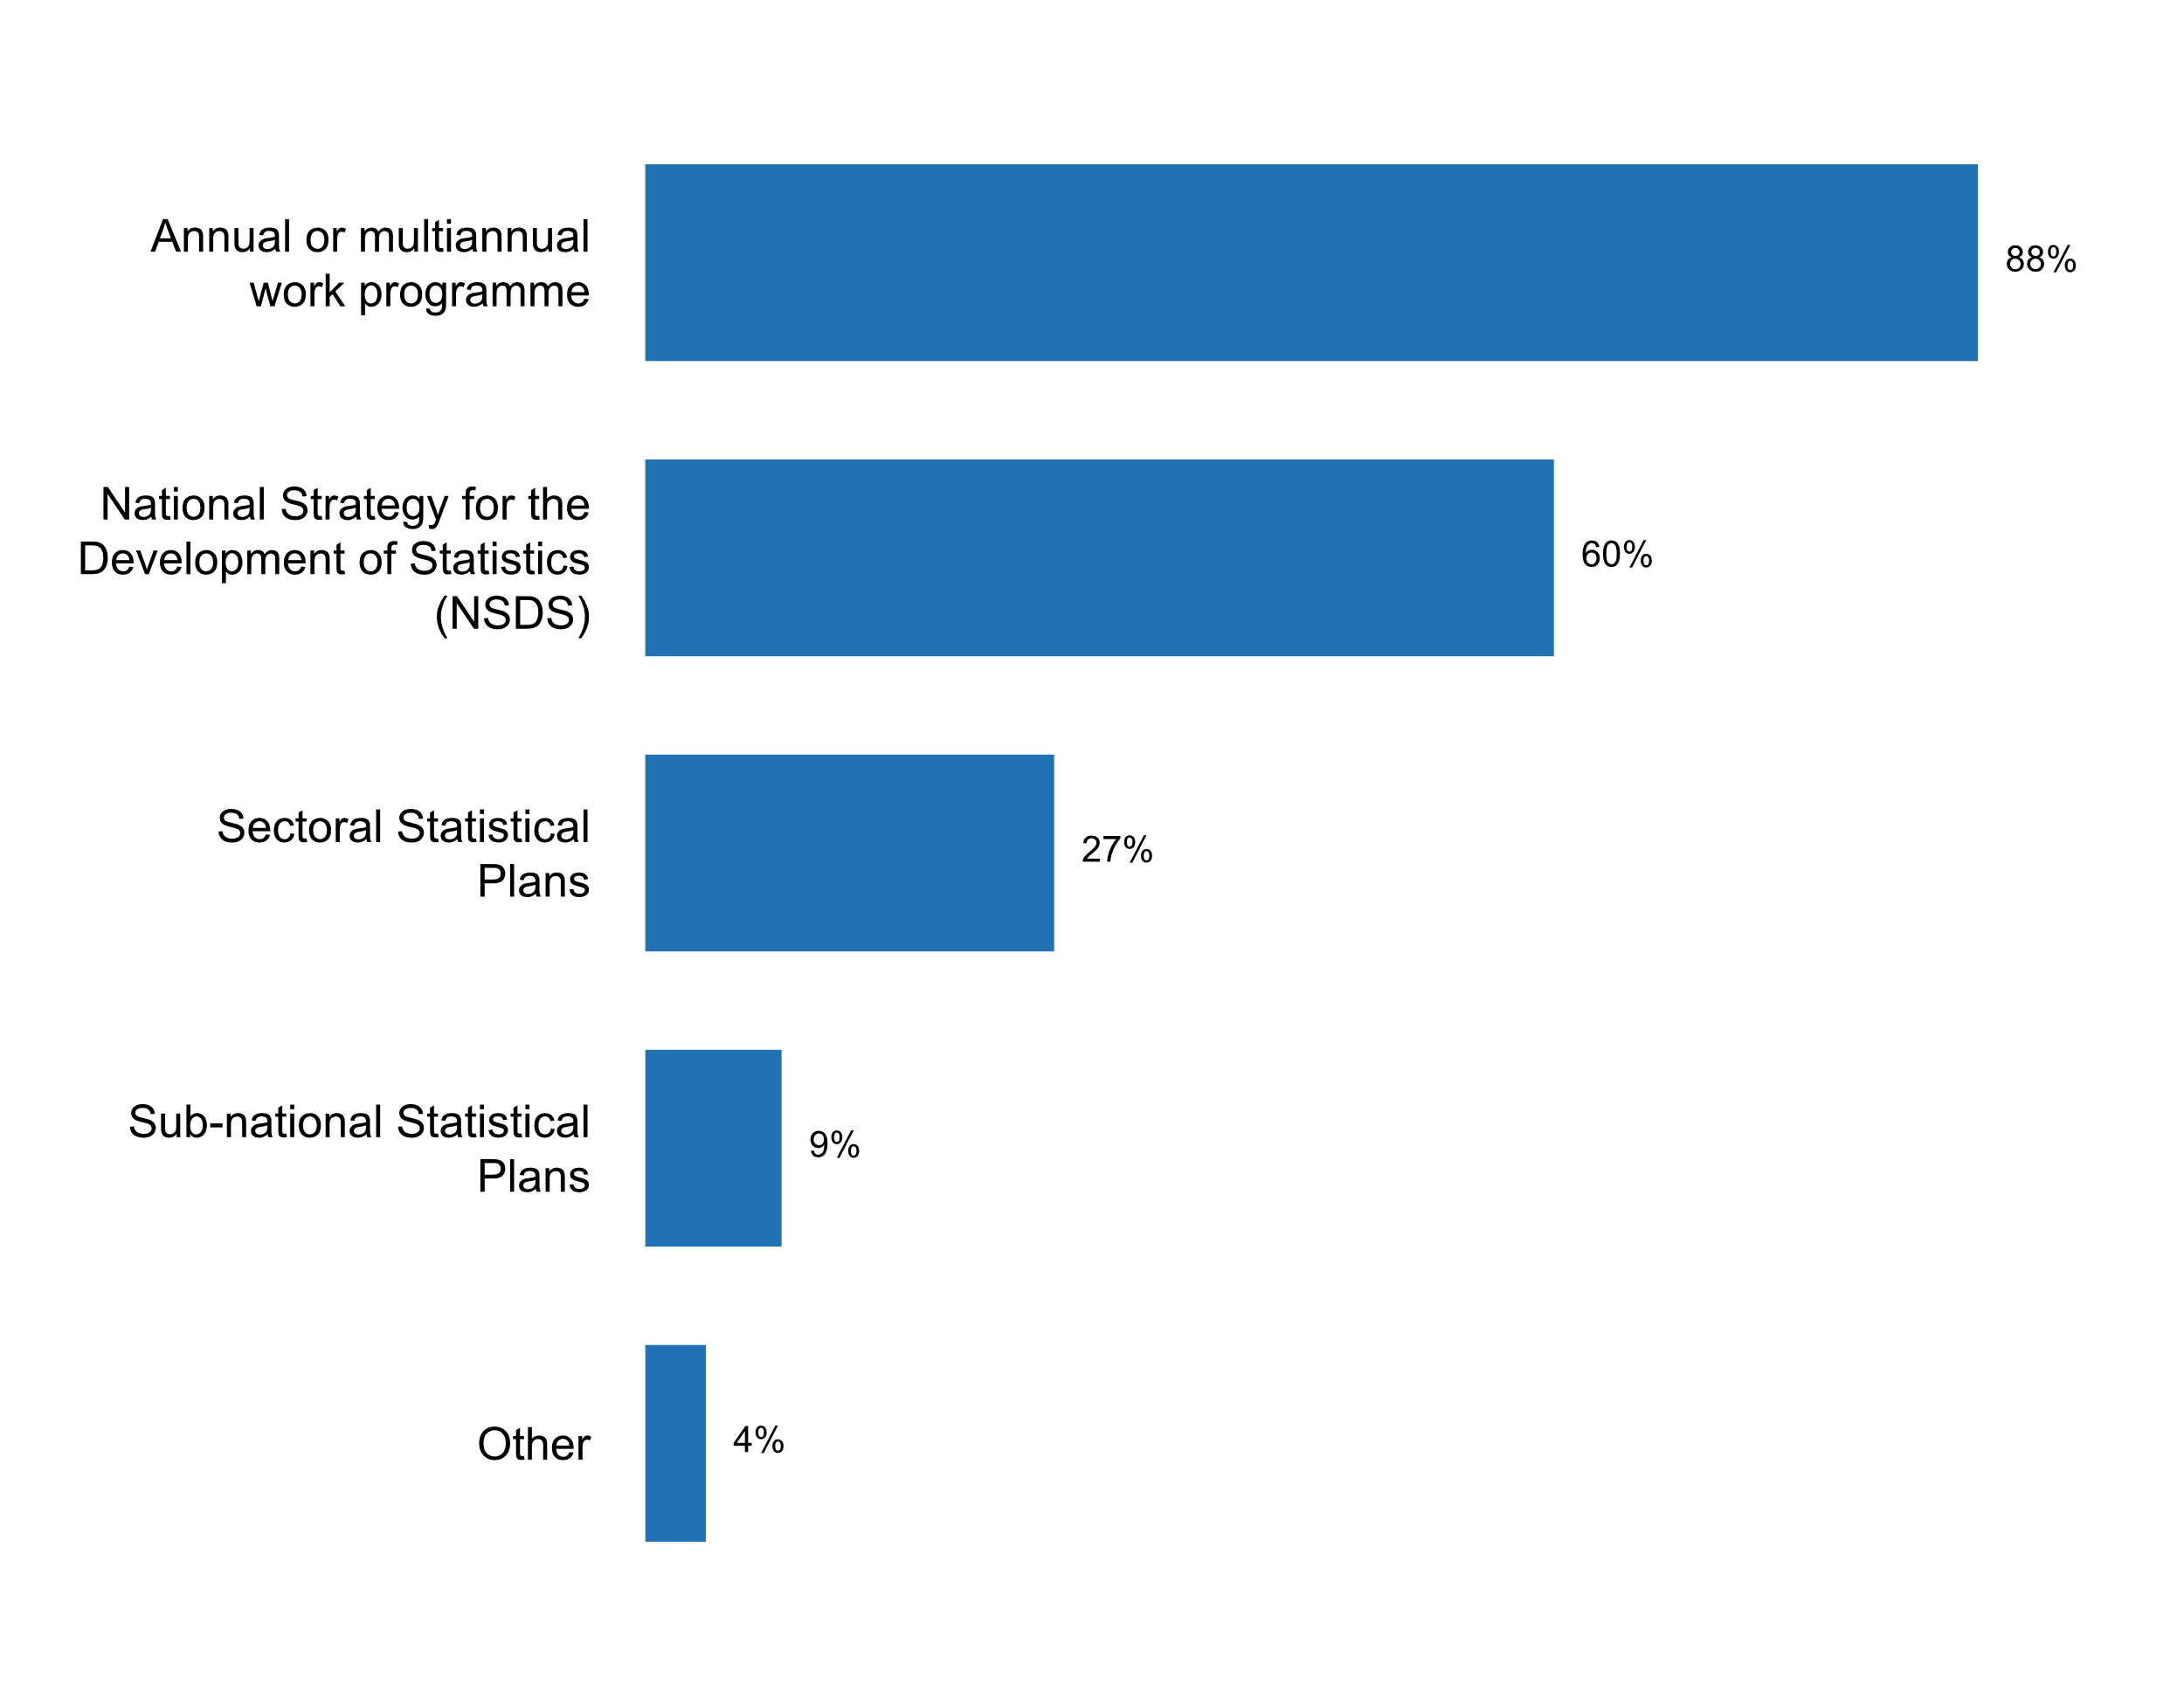 Annual or multiammual
work programme
88%
National Strategy for the
Development of Statistics
(NSDS)
60%
Sectoral Statistical
Plans
27%
Sub-national Statistical
Plans
9%
Other
4%